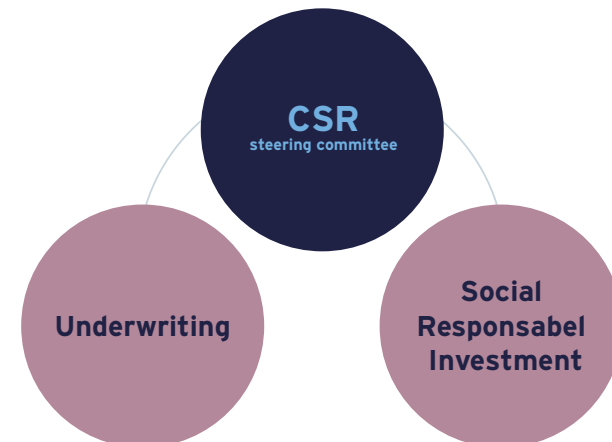 CSR
steering committee
Underwriting
Social
Responsabel
Investment